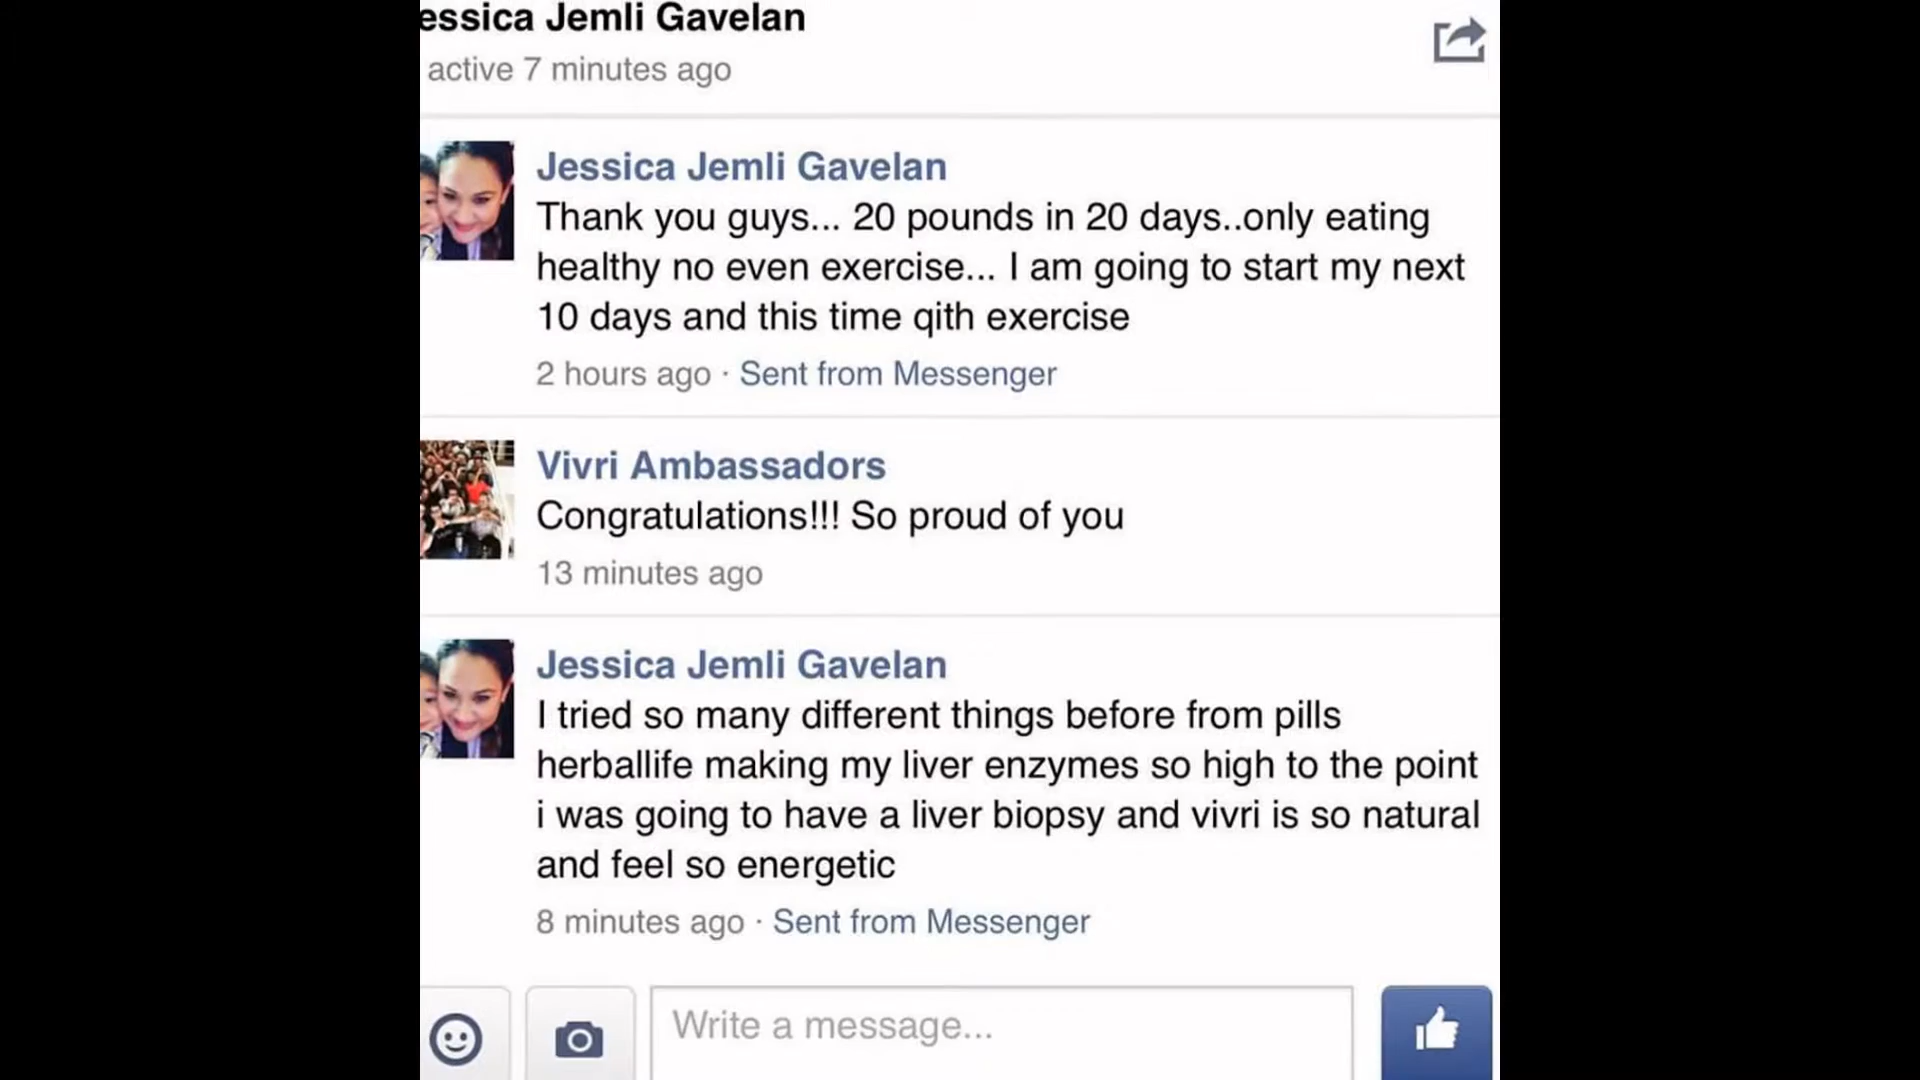 essica Jemli Gavelan
active 7 minutes ago
Jessica Jemli Gavelan
Thank you guys... 20 pounds in 20 days..only eating
healthy no even exercise... I am going to start my next
10 days and this time qith exercise
2 hours ago · Sent from Messenger
Vivri Ambassadors
Congratulations!!! So proud of you
13 minutes ago
Jessica Jemli Gavelan
I tried so many different things before from pills
herballife making my liver enzymes so high to the point
i was going to have a liver biopsy and vivri is so natural
and feel so energetic
8 minutes ago · Sent from Messenger
Write a message...